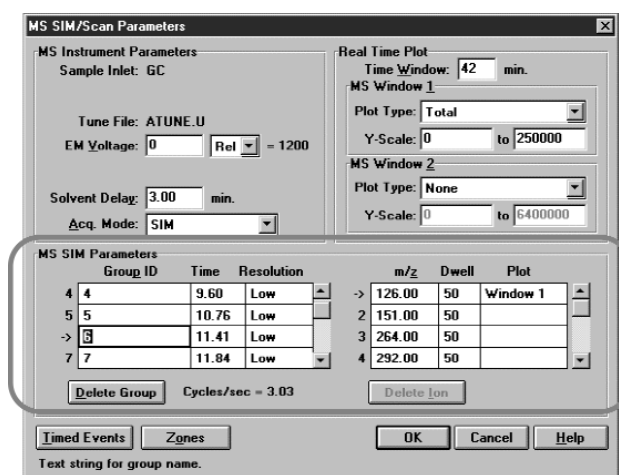 MS SIM/Scan Parameters
MS Instrument Parameters
Sample Inlet: GC
Tune File: ATUNE.U
EM Voltage: 0 Rel = 1200
Solvent Delay: 3.00 min.
Acq. Mode: SIM
Real Time Plot
Time Window: 42 min.
MS Window 1
Plot Type: Total
Y-Scale: 0 to 250000
MS Window 2
Plot Type: None
Y-Scale: 0 to 6400000
MS SIM Parameters
Group ID Time Resolution
4 4 9.60 Low
5 5 10.76 Low
-> 6 11.41 Low
7 7 11.84 Low
Delete Group Cycles/sec = 3.03
m/z Dwell Plot
-> 126.00 50 Window 1
2 151.00 50
3 264.00 50
4 292.00 50
Delete Ion
Timed Events Zones OK Cancel Help
Text string for group name.